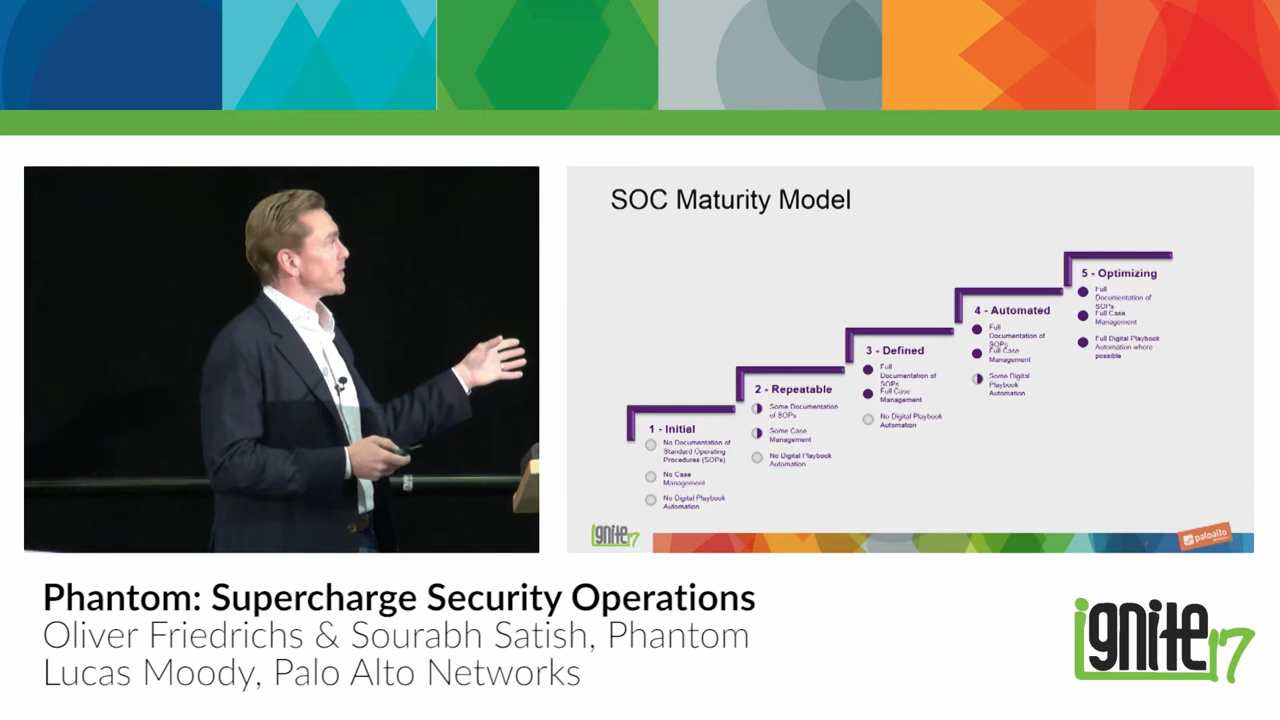 SOC Maturity Model
1 - Initial
No Documentation of
Standard Operating
Procedures (SOPs)
No Case
Management
No Digital Playbook
Automation
2 - Repeatable
Some Documentation
of SOPs
Some Case
Management
No Digital Playbook
Automation
3 - Defined
Full
Documentation of
SOPs
Full Case
Management
No Digital Playbook
Automation
4 - Automated
Full
Documentation of
SOPs
Full Case
Management
Some Digital
Playbook
Automation
5 - Optimizing
Full
Documentation of
SOPs
Full Case
Management
Full Digital Playbook
Automation where
possible
ignite17
paloalto
Phantom: Supercharge Security Operations
Oliver Friedrichs & Sourabh Satish, Phantom
Lucas Moody, Palo Alto Networks
ignite17